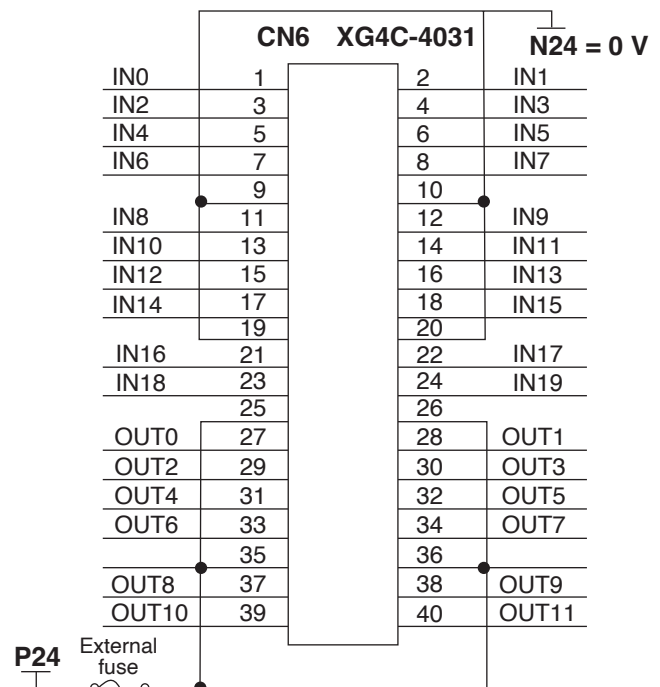 CN6 XG4C-4031
N24 = 0 V
IN0 1 2 IN1
IN2 3 4 IN3
IN4 5 6 IN5
IN6 7 8 IN7
9 10
IN8 11 12 IN9
IN10 13 14 IN11
IN12 15 16 IN13
IN14 17 18 IN15
19 20
IN16 21 22 IN17
IN18 23 24 IN19
25 26
OUT0 27 28 OUT1
OUT2 29 30 OUT3
OUT4 31 32 OUT5
OUT6 33 34 OUT7
35 36
OUT8 37 38 OUT9
OUT10 39 40 OUT11
P24 External
fuse